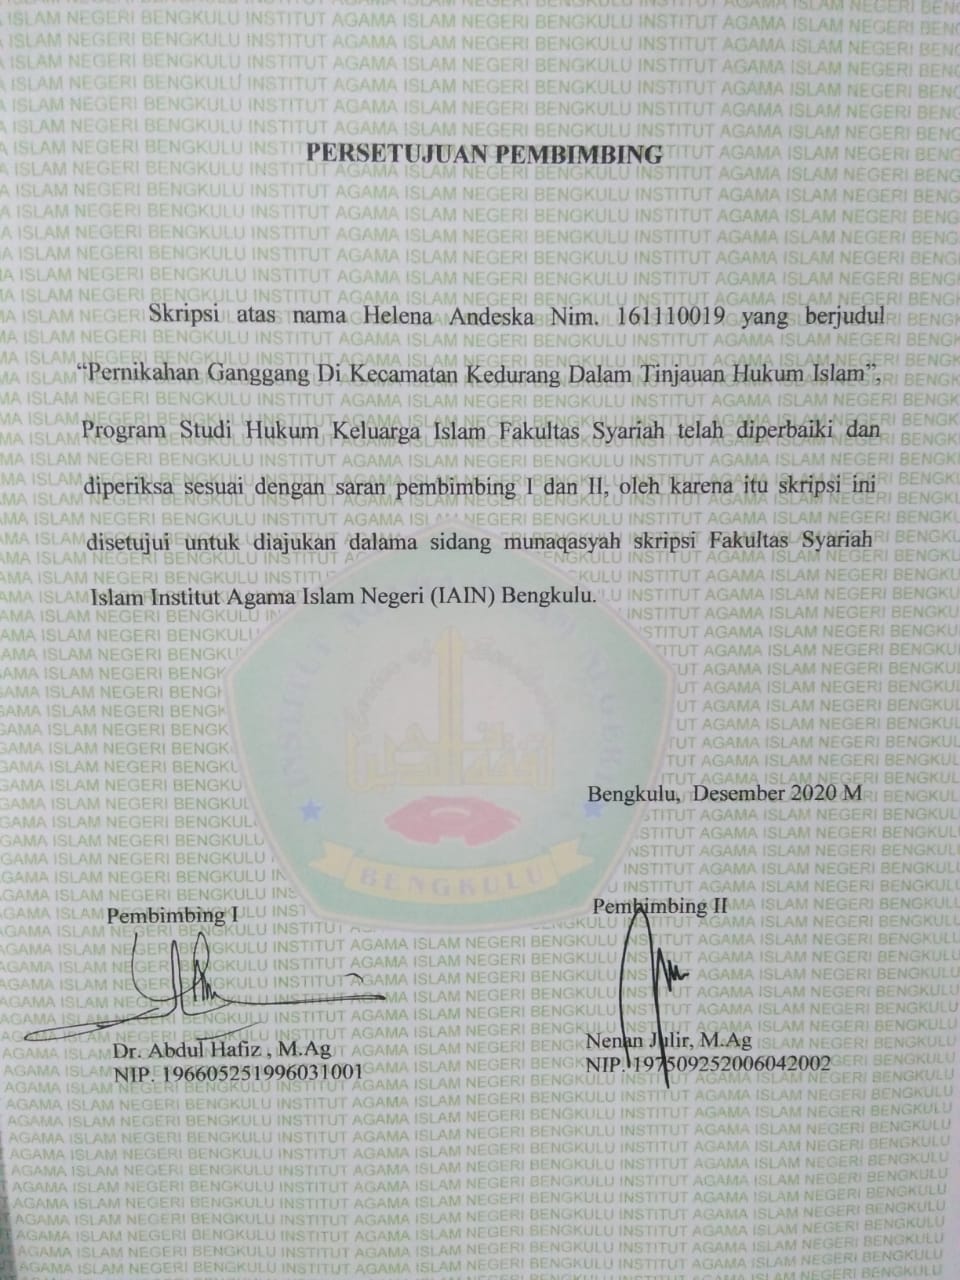 PERSETUJUAN PEMBIMBING
Skripsi atas nama Helena Andeska Nim. 161110019 yang berjudul
“Pernikahan Ganggang Di Kecamatan Kedurang Dalam Tinjauan Hukum Islam”,
Program Studi Hukum Keluarga Islam Fakultas Syariah telah diperbaiki dan
diperiksa sesuai dengan saran pembimbing I dan II, oleh karena itu skripsi ini
disetujui untuk diajukan dalama sidang munaqasyah skripsi Fakultas Syariah
Islam Institut Agama Islam Negeri (IAIN) Bengkulu.
BENGKULU
Bengkulu, Desember 2020 M
Pembimbing I
Pembimbing II
Dr. Abdul Hafiz , M.Ag
NIP. 196605251996031001
Nenan Julir, M.Ag
NIP. 197509252006042002